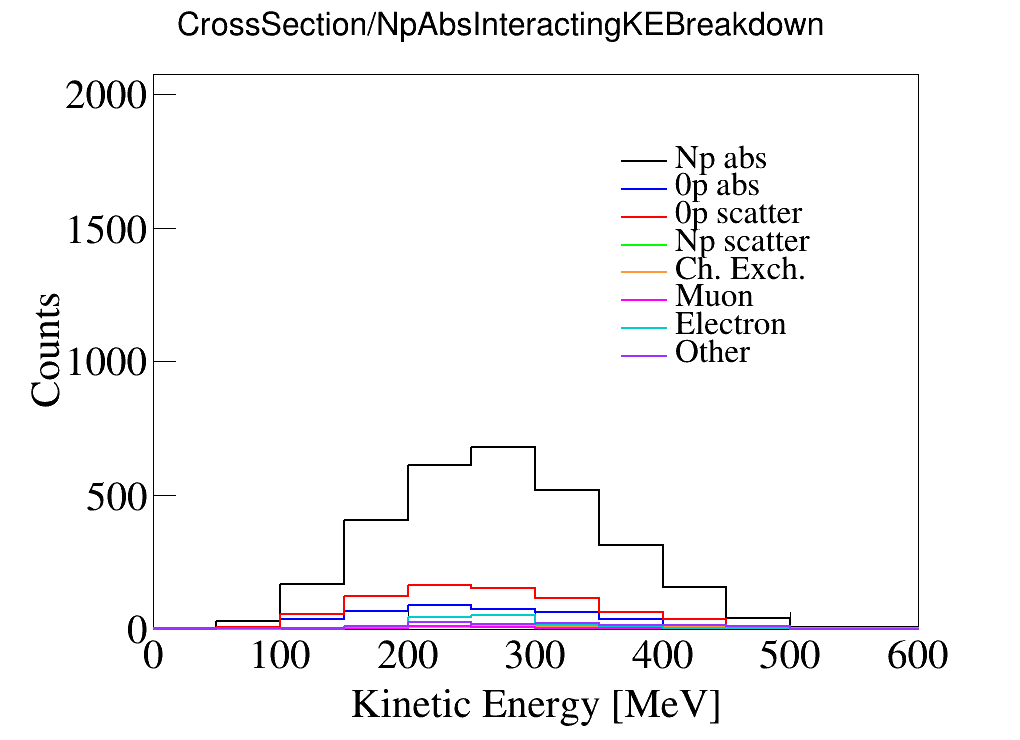 CrossSection/NpAbsInteractingKEBreakdown
2000
1500
1000
500
0
Counts
Np abs
0p abs
0p scatter
Np scatter
Ch. Exch.
Muon
Electron
Other
0 100 200 300 400 500 600
Kinetic Energy [MeV]